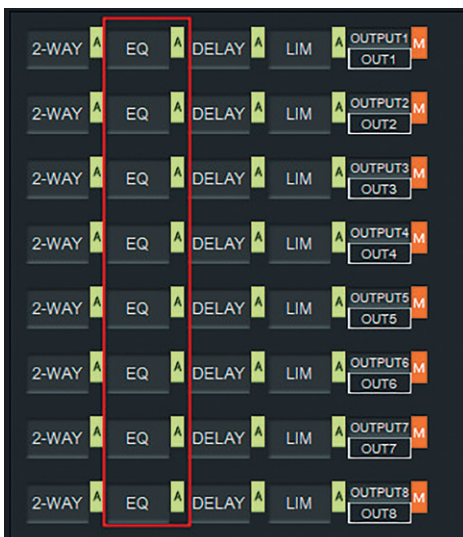 2-WAY A EQ A DELAY A LIM A OUTPUT1 M
OUT1
2-WAY A EQ A DELAY A LIM A OUTPUT2 M
OUT2
2-WAY A EQ A DELAY A LIM A OUTPUT3 M
OUT3
2-WAY A EQ A DELAY A LIM A OUTPUT4 M
OUT4
2-WAY A EQ A DELAY A LIM A OUTPUT5 M
OUT5
2-WAY A EQ A DELAY A LIM A OUTPUT6 M
OUT6
2-WAY A EQ A DELAY A LIM A OUTPUT7 M
OUT7
2-WAY A EQ A DELAY A LIM A OUTPUT8 M
OUT8